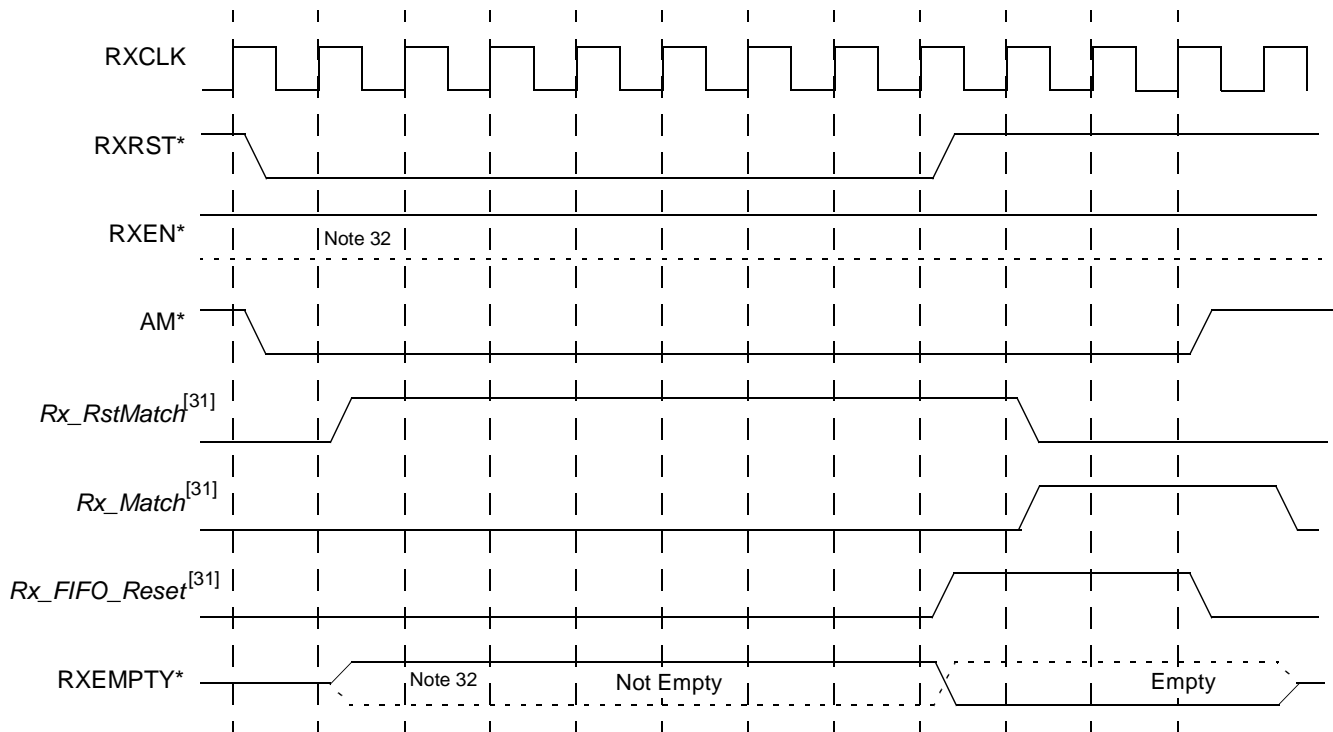 RXCLK
RXRST*
RXEN*
Note 32
AM*
Rx_RstMatch[31]
Rx_Match[31]
Rx_FIFO_Reset[31]
RXEMPTY*
Note 32
Not Empty
Empty